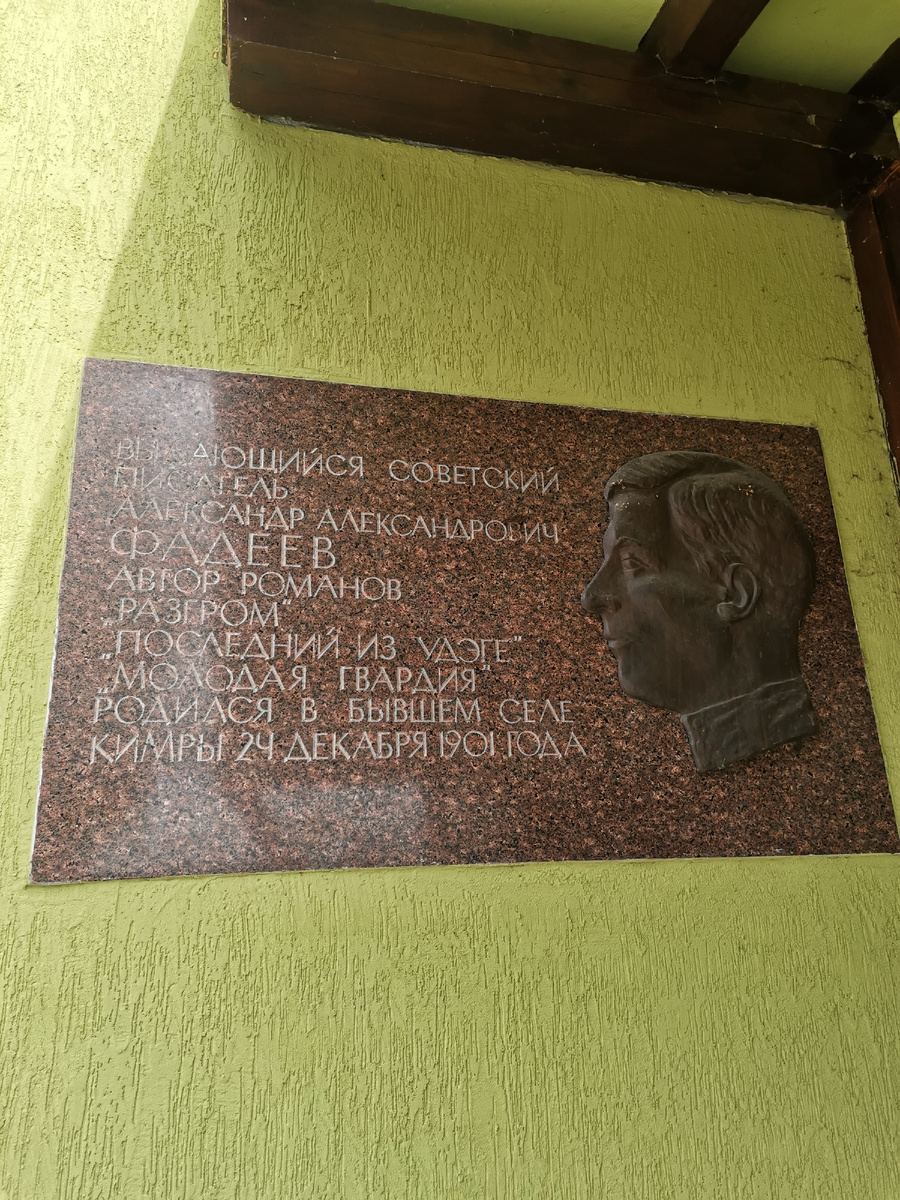 ВЫДАЮЩИЙСЯ СОВЕТСКИЙ
ПИСАТЕЛЬ
АЛЕКСАНДР АЛЕКСАНДРОВИЧ
ФАДЕЕВ
АВТОР РОМАНОВ
„РАЗГРОМ“
„ПОСЛЕДНИЙ ИЗ УДЭГЕ“
„МОЛОДАЯ ГВАРДИЯ“
РОДИЛСЯ В БЫВШЕМ СЕЛЕ
КИМРЫ 24 ДЕКАБРЯ 1901 ГОДА